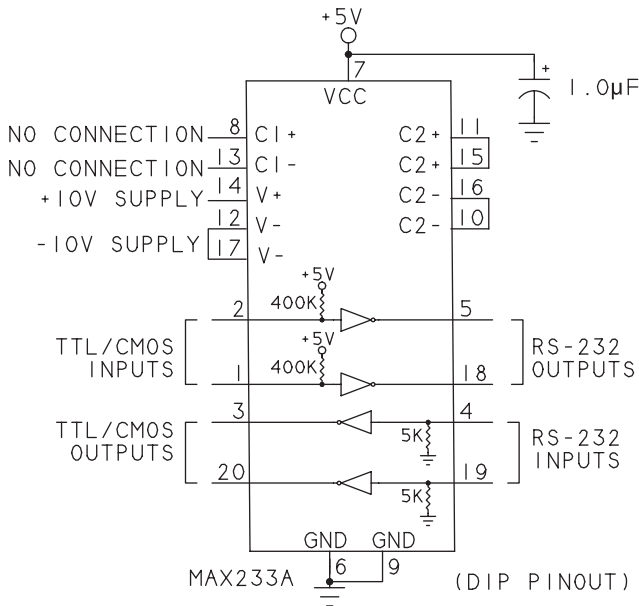 +5V
7
VCC
1.0µF
NO CONNECTION 8 C1+
C2+ 11
NO CONNECTION 13 C1-
C2+ 15
+10V SUPPLY 14 V+
C2- 16
-10V SUPPLY 12 V-
C2- 10
17 V-
+5V
400K
2
5
TTL/CMOS
INPUTS
RS-232
OUTPUTS
+5V
400K
1
18
3
4
TTL/CMOS
OUTPUTS
5K
RS-232
INPUTS
20
19
5K
GND GND
6 9
MAX233A
(DIP PINOUT)